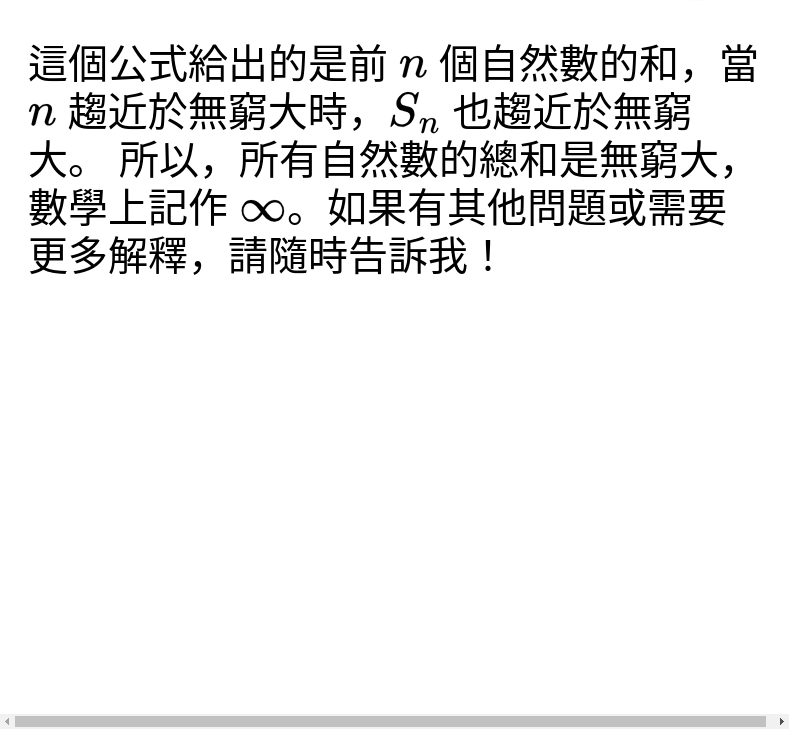 這個公式給出的是前 n 個自然數的和，當
n 趨近於無窮大時，Sₙ 也趨近於無窮
大。 所以，所有自然數的總和是無窮大，
數學上記作 ∞。如果有其他問題或需要
更多解釋，請隨時告訴我！